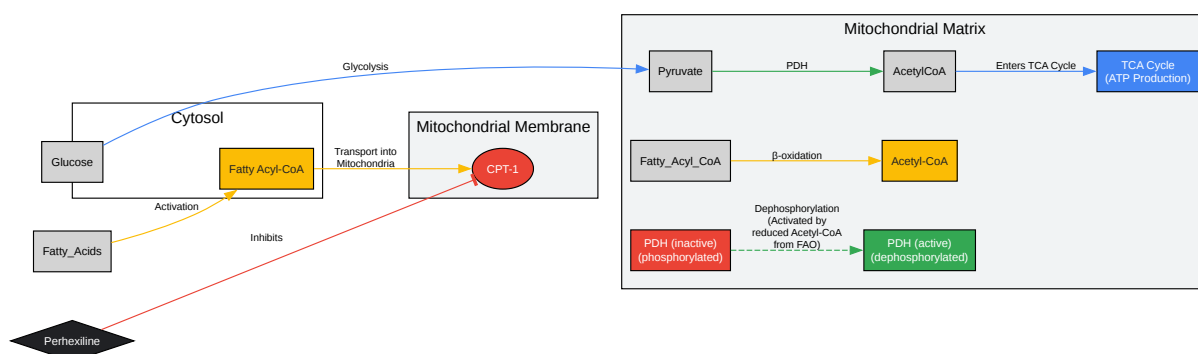 Mitochondrial Matrix
Glycolysis
Pyruvate
PDH
AcetylCoA
Enters TCA Cycle
TCA Cycle
(ATP Production)
Cytosol
Mitochondrial Membrane
Glucose
Fatty Acyl-CoA
Transport into
Mitochondria
CPT-1
Fatty_Acyl_CoA
β-oxidation
Acetyl-CoA
Activation
Fatty_Acids
Inhibits
PDH (inactive)
(phosphorylated)
Dephosphorylation
(Activated by
reduced Acetyl-CoA
from FAO)
PDH (active)
(dephosphorylated)
Perhexiline